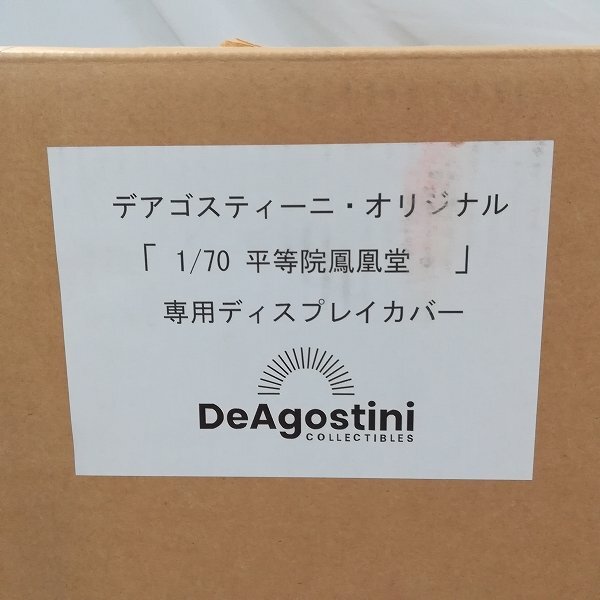 デアゴスティーニ・オリジナル
「 1/70 平等院鳳凰堂 」
専用ディスプレイカバー
DeAgostini
COLLECTIBLES